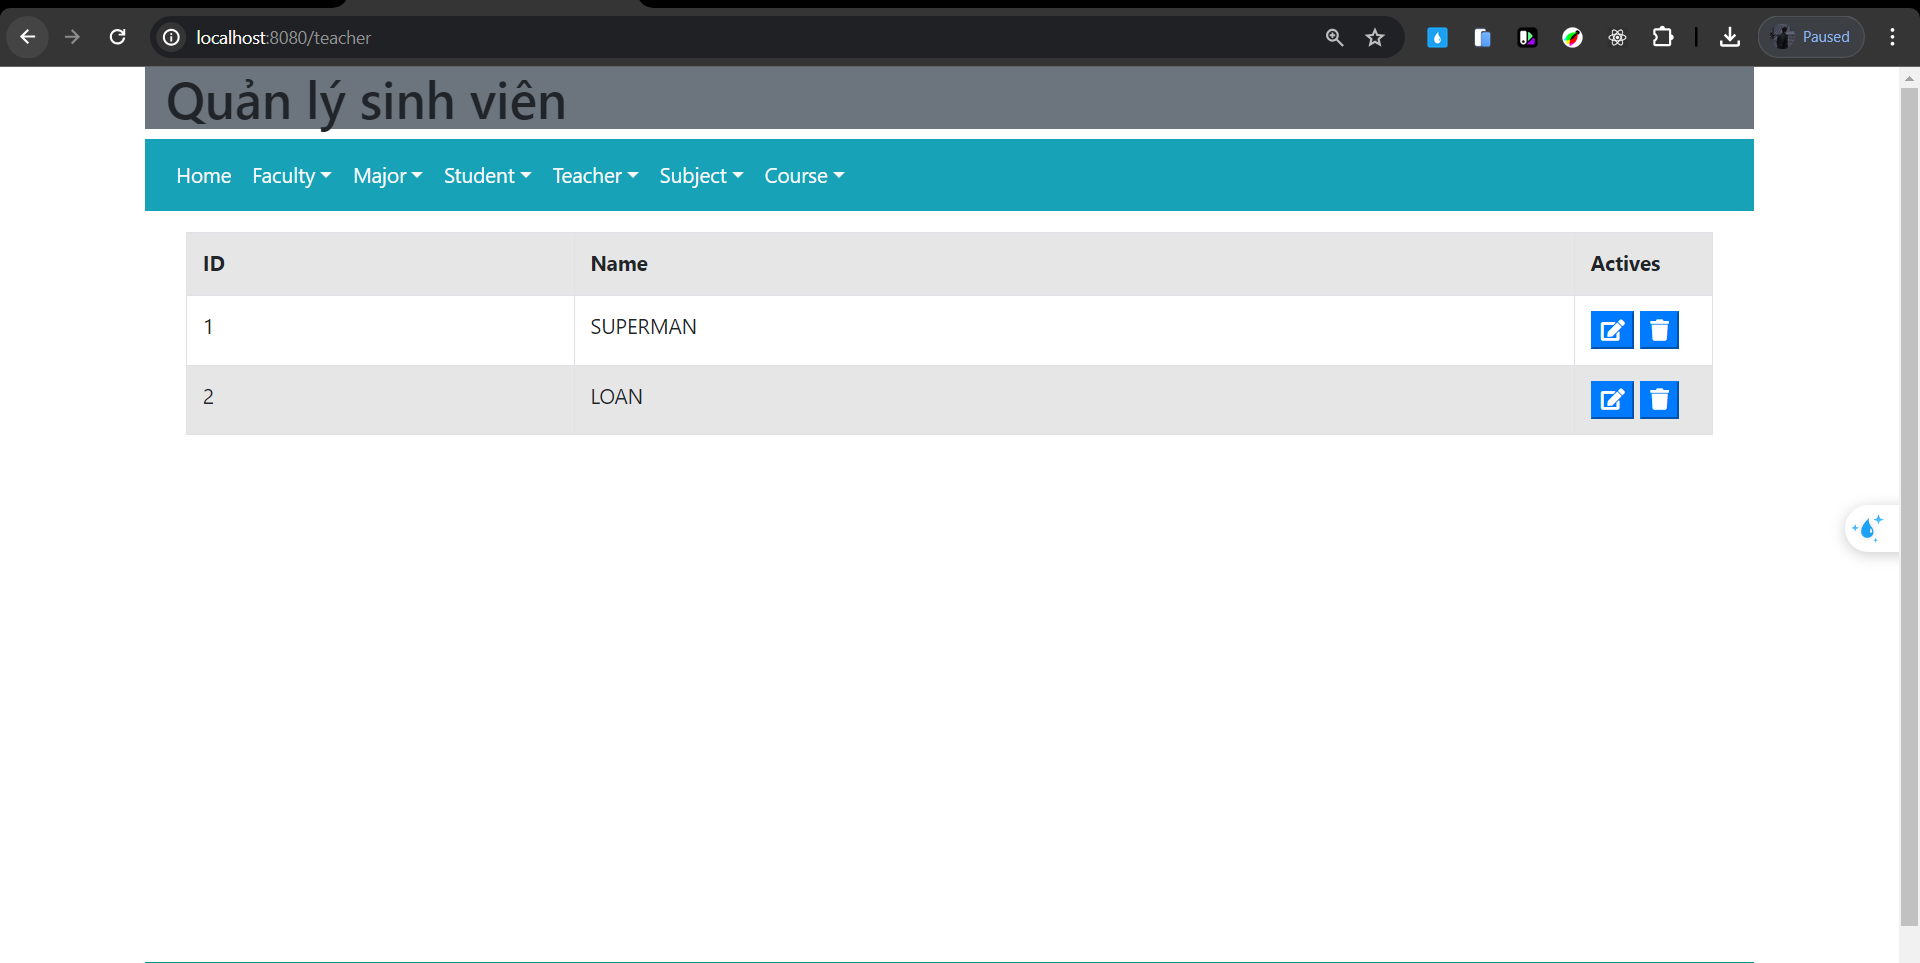 localhost:8080/teacher
Paused
Quản lý sinh viên
Home Faculty Major Student Teacher Subject Course
ID Name Actives
1 SUPERMAN
2 LOAN